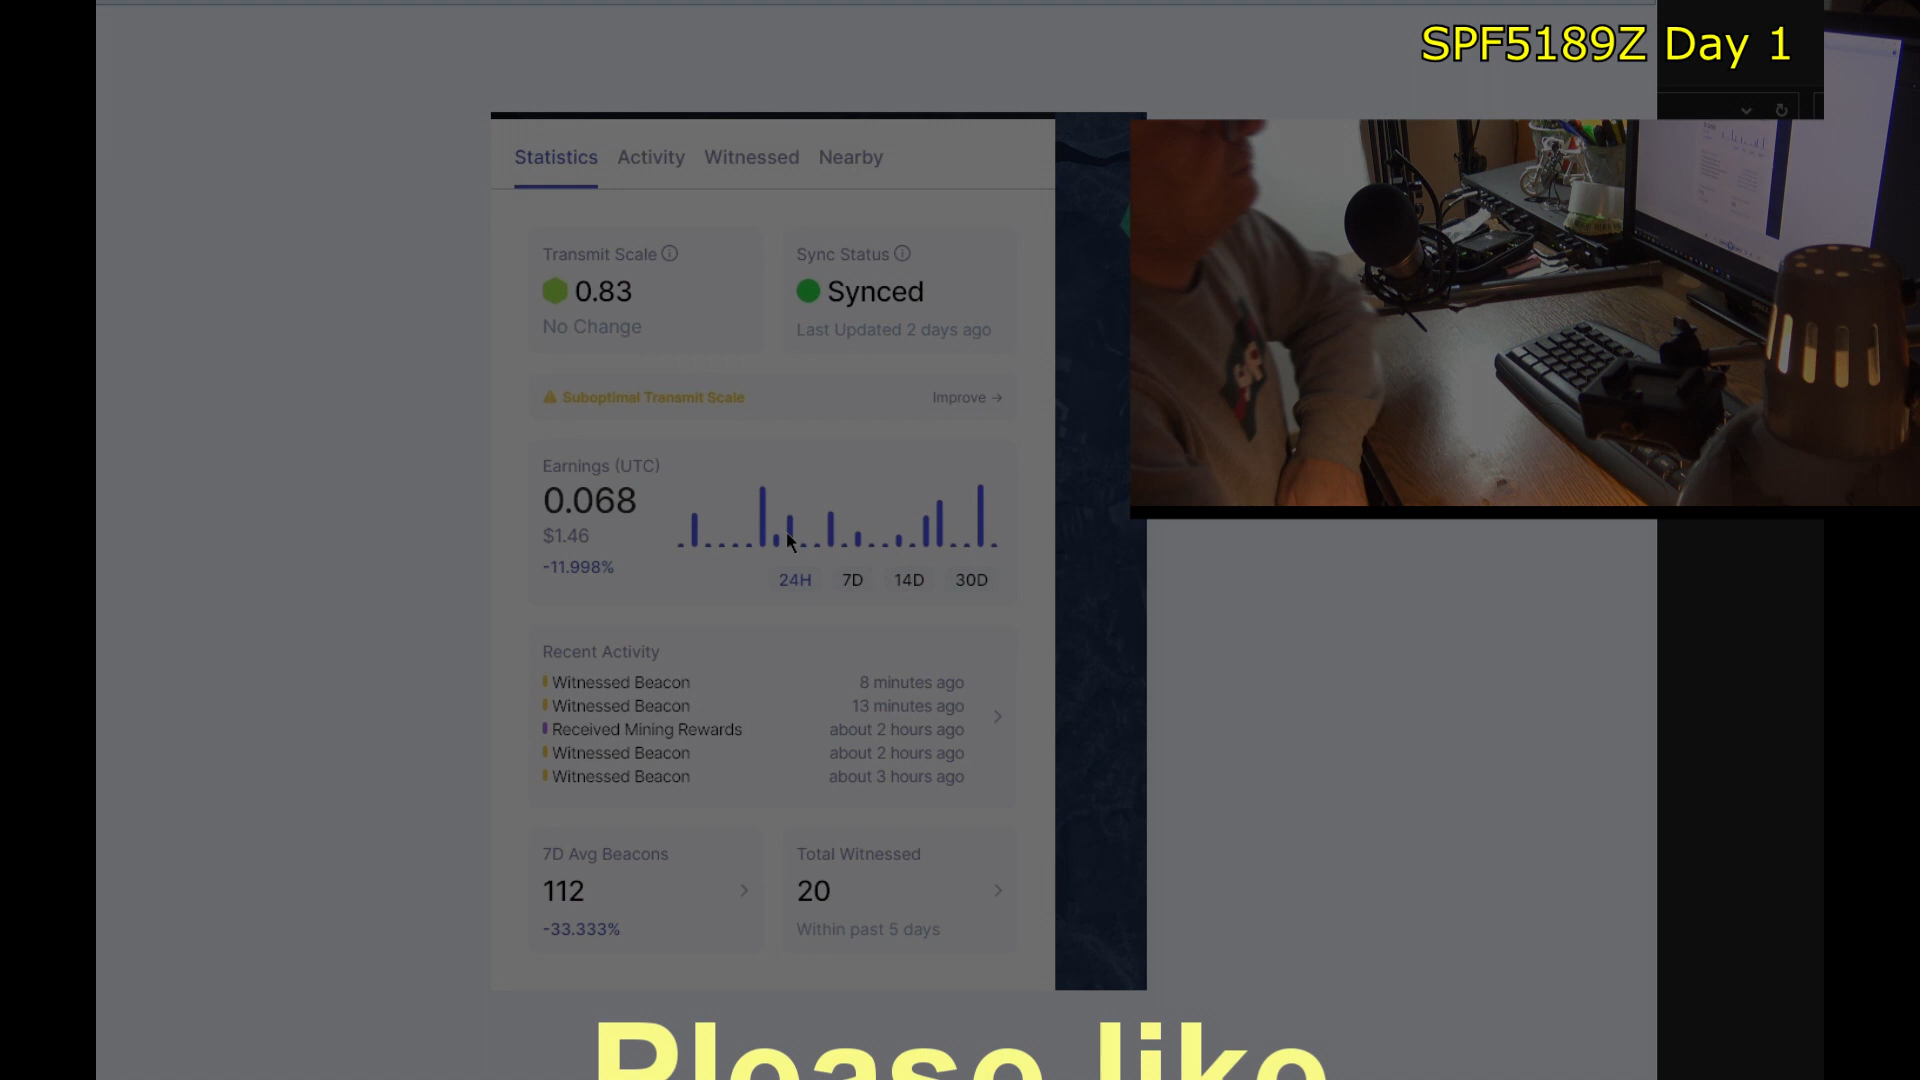 SPF5189Z Day 1
Statistics Activity Witnessed Nearby
Transmit Scale
0.83
No Change
Sync Status
Synced
Last Updated 2 days ago
Suboptimal Transmit Scale
Improve →
Earnings (UTC)
0.068
$1.46
-11.998%
24H 7D 14D 30D
Recent Activity
Witnessed Beacon 8 minutes ago
Witnessed Beacon 13 minutes ago
Received Mining Rewards about 2 hours ago
Witnessed Beacon about 2 hours ago
Witnessed Beacon about 3 hours ago
7D Avg Beacons
112
-33.333%
Total Witnessed
20
Within past 5 days
Please like